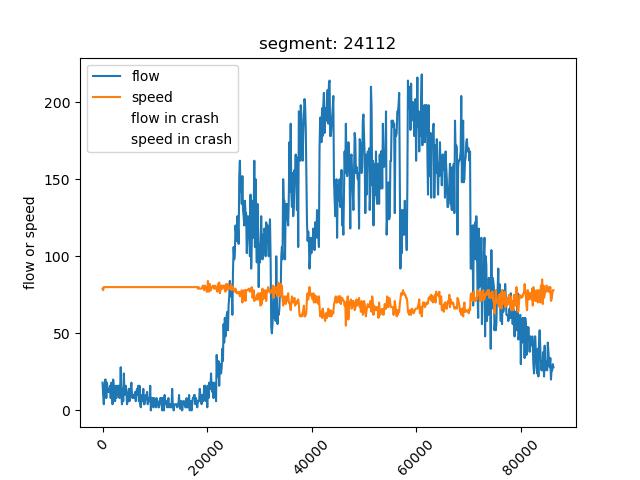 segment: 24112
flow
speed
flow in crash
speed in crash
flow or speed
200
150
100
50
0
0
20000
40000
60000
80000